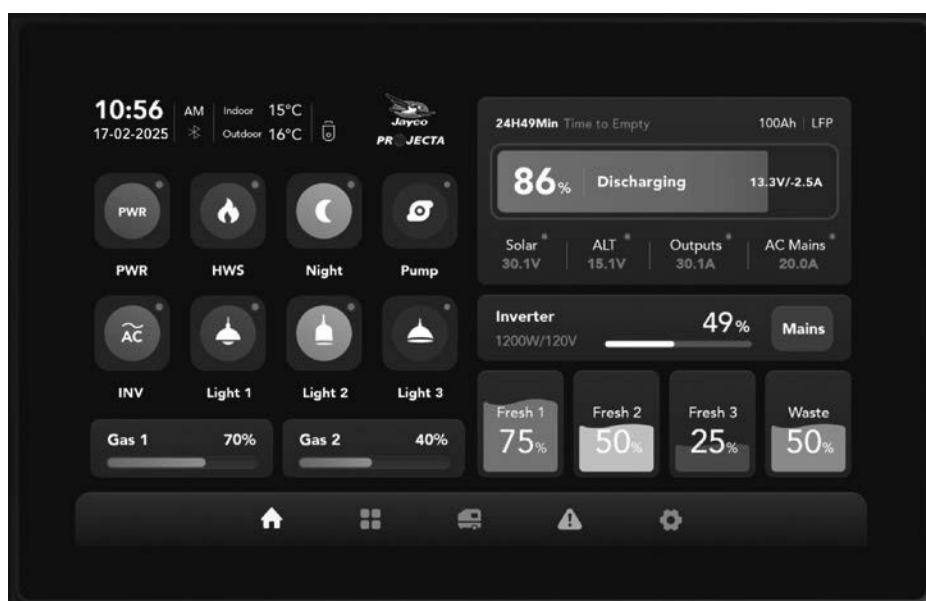 10:56 AM Indoor 15°C
17-02-2025 Outdoor 16°C
Jayco
PROJECTA
PWR
PWR HWS Night Pump
AC
INV Light 1 Light 2 Light 3
Gas 1 70% Gas 2 40%
24H49Min Time to Empty 100Ah LFP
86% Discharging 13.3V/-2.5A
Solar ALT Outputs AC Mains
30.1V 15.1V 30.1A 20.0A
Inverter 49% Mains
1200W/120V
Fresh 1 Fresh 2 Fresh 3 Waste
75% 50% 25% 50%